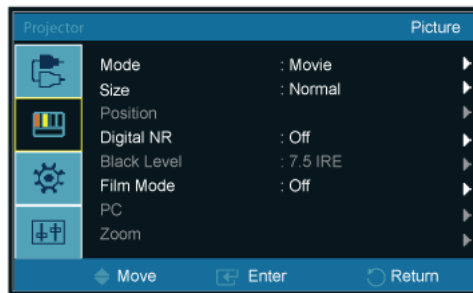 Projector Picture
Mode : Movie
Size : Normal
Position
Digital NR : Off
Black Level : 7.5 IRE
Film Mode : Off
PC
Zoom
Move Enter Return